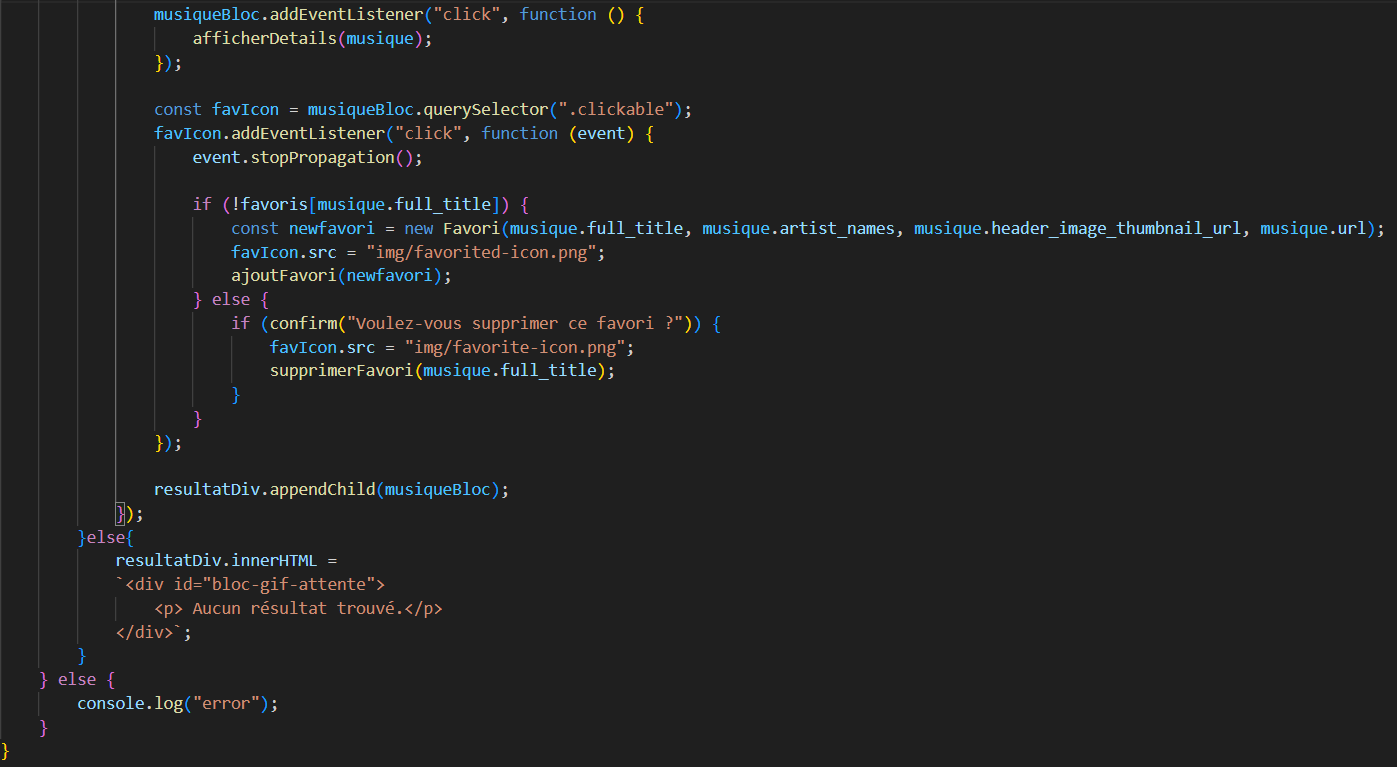 musiqueBloc.addEventListener("click", function () {
afficherDetails(musique);
});
const favIcon = musiqueBloc.querySelector(".clickable");
favIcon.addEventListener("click", function (event) {
event.stopPropagation();
if (!favoris[musique.full_title]) {
const newfavori = new Favori(musique.full_title, musique.artist_names, musique.header_image_thumbnail_url, musique.url);
favIcon.src = "img/favorited-icon.png";
ajoutFavori(newfavori);
} else {
if (confirm("Voulez-vous supprimer ce favori ?")) {
favIcon.src = "img/favorite-icon.png";
supprimerFavori(musique.full_title);
}
}
});
resultatDiv.appendChild(musiqueBloc);
});
}else{
resultatDiv.innerHTML =
`<div id="bloc-gif-attente">
<p> Aucun résultat trouvé.</p>
</div>`;
}
} else {
console.log("error");
}
}